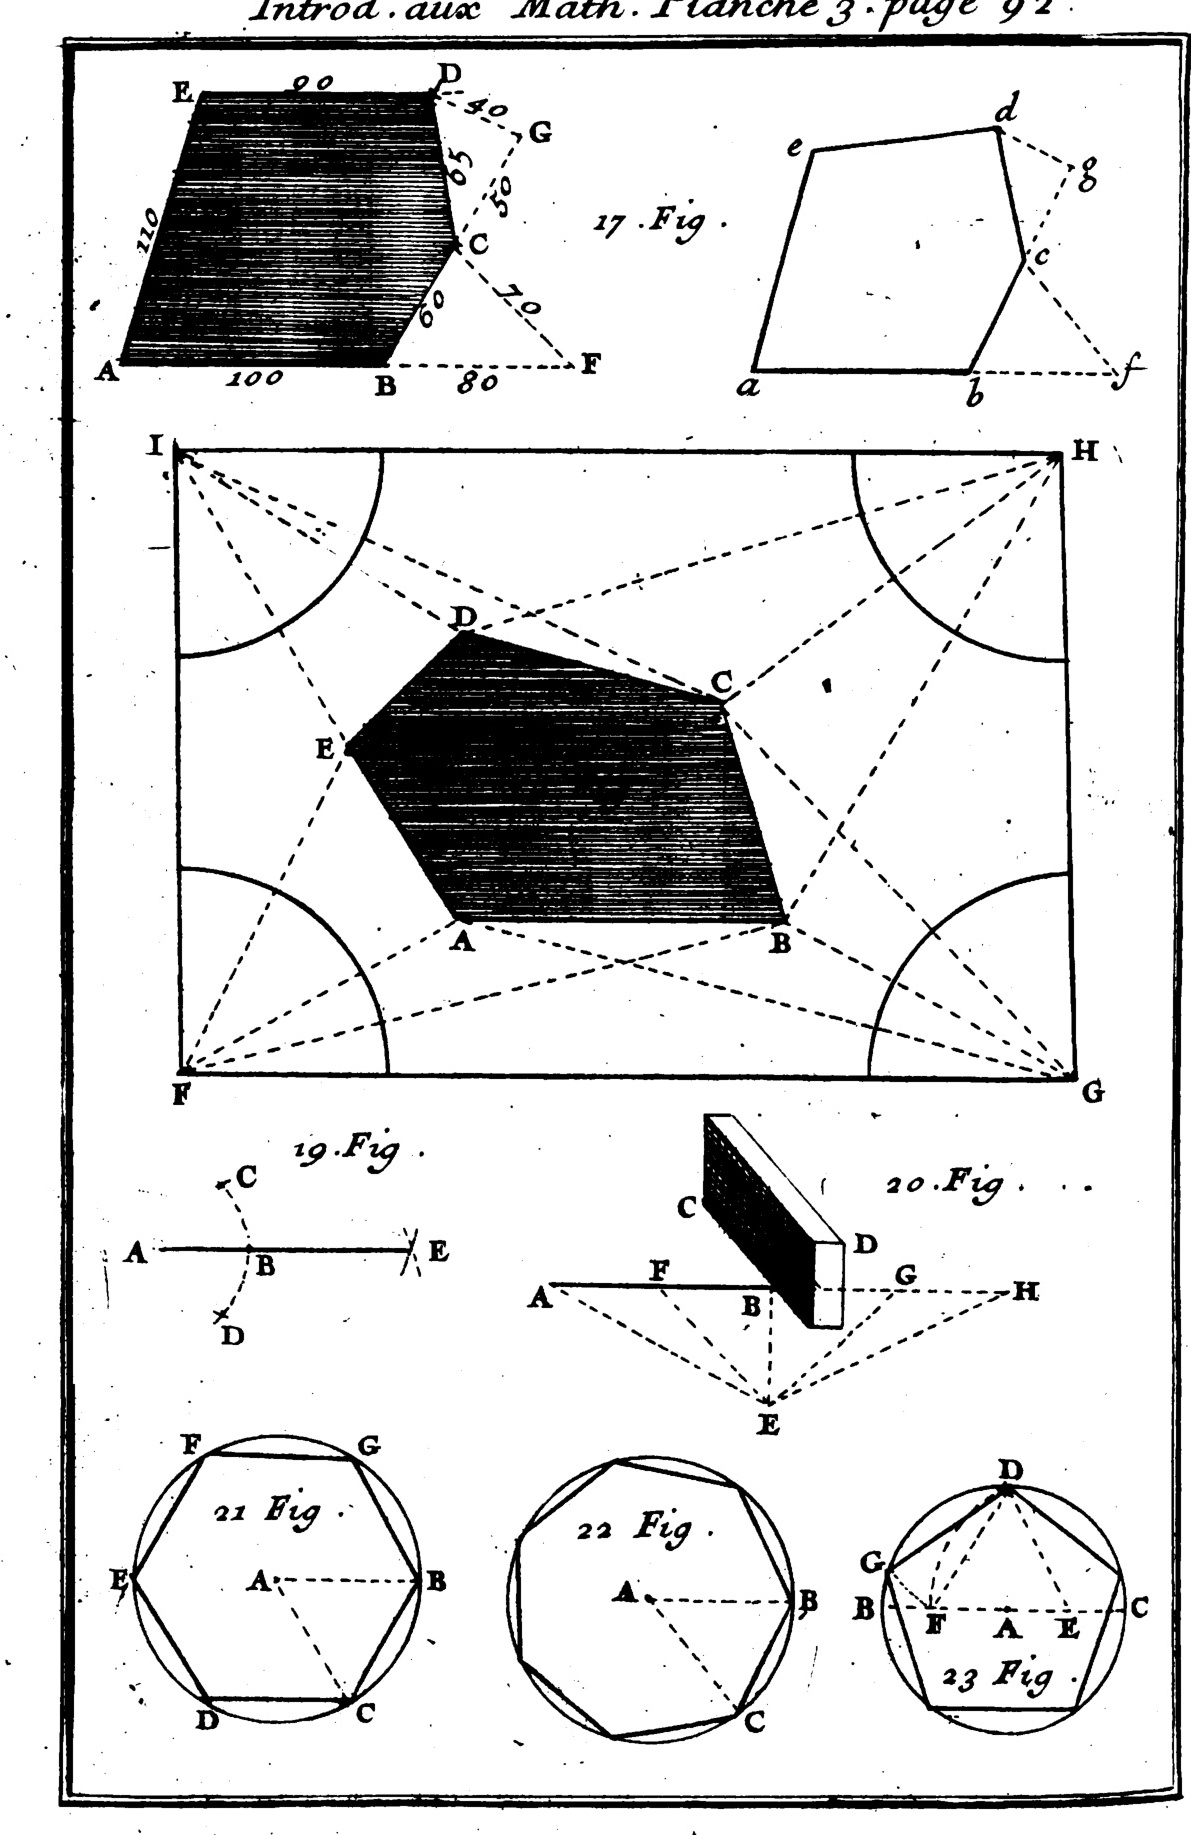 Introd. aux Math. Planche 3. page 92.
E 90 D
40
G
110
65
50
C
60
70
A 100 B 80 F
17. Fig.
d
e
g
c
a b f
I H
D
C
E
A B
F G
19. Fig.
C
A B E
D
20. Fig.
C
D
A F B G H
E
F G
21 Fig.
E A B
D C
22 Fig.
A B
C
D
G
B F A E C
23 Fig.